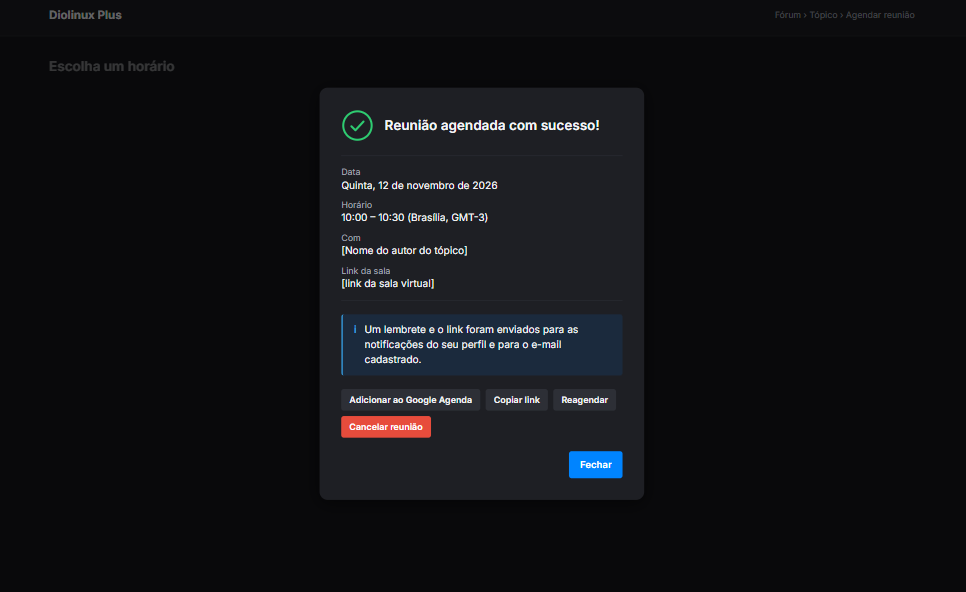 Diolinux Plus
Fórum › Tópico › Agendar reunião
Escolha um horário
Reunião agendada com sucesso!
Data
Quinta, 12 de novembro de 2026
Horário
10:00 – 10:30 (Brasília, GMT-3)
Com
[Nome do autor do tópico]
Link da sala
[link da sala virtual]
i Um lembrete e o link foram enviados para as
notificações do seu perfil e para o e-mail
cadastrado.
Adicionar ao Google Agenda Copiar link Reagendar
Cancelar reunião
Fechar